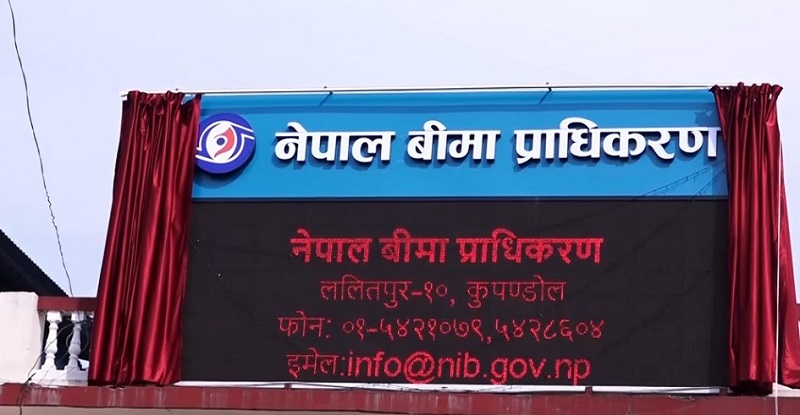 नेपाल बीमा प्राधिकरण
नेपाल बीमा प्राधिकरण
ललितपुर-१०, कुपण्डोल
फोन: ०१-५४२१०७९,५४२८६०४
इमेल:info@nib.gov.np